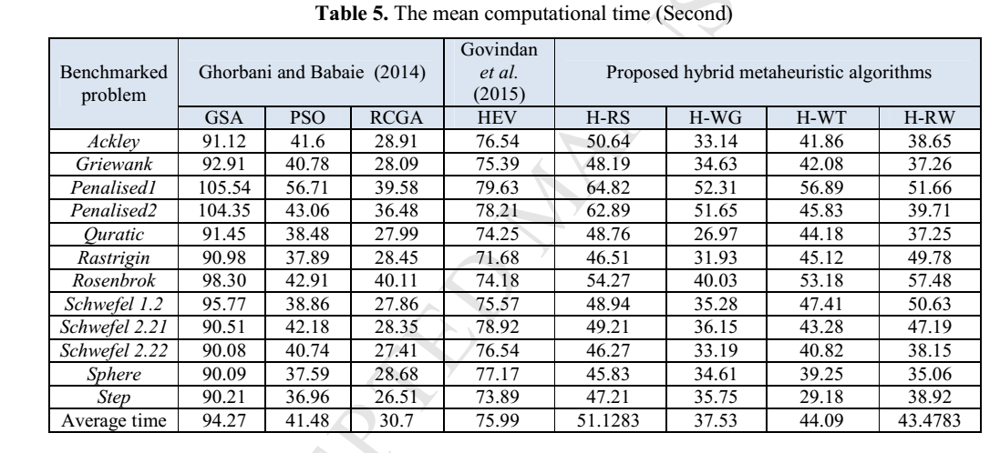 Table 5. The mean computational time (Second)
Benchmarked problem Ghorbani and Babaie (2014) Govindan et al. (2015) Proposed hybrid metaheuristic algorithms
GSA PSO RCGA HEV H-RS H-WG H-WT H-RW
Ackley 91.12 41.6 28.91 76.54 50.64 33.14 41.86 38.65
Griewank 92.91 40.78 28.09 75.39 48.19 34.63 42.08 37.26
Penalised1 105.54 56.71 39.58 79.63 64.82 52.31 56.89 51.66
Penalised2 104.35 43.06 36.48 78.21 62.89 51.65 45.83 39.71
Quratic 91.45 38.48 27.99 74.25 48.76 26.97 44.18 37.25
Rastrigin 90.98 37.89 28.45 71.68 46.51 31.93 45.12 49.78
Rosenbrok 98.30 42.91 40.11 74.18 54.27 40.03 53.18 57.48
Schwefel 1.2 95.77 38.86 27.86 75.57 48.94 35.28 47.41 50.63
Schwefel 2.21 90.51 42.18 28.35 78.92 49.21 36.15 43.28 47.19
Schwefel 2.22 90.08 40.74 27.41 76.54 46.27 33.19 40.82 38.15
Sphere 90.09 37.59 28.68 77.17 45.83 34.61 39.25 35.06
Step 90.21 36.96 26.51 73.89 47.21 35.75 29.18 38.92
Average time 94.27 41.48 30.7 75.99 51.1283 37.53 44.09 43.4783